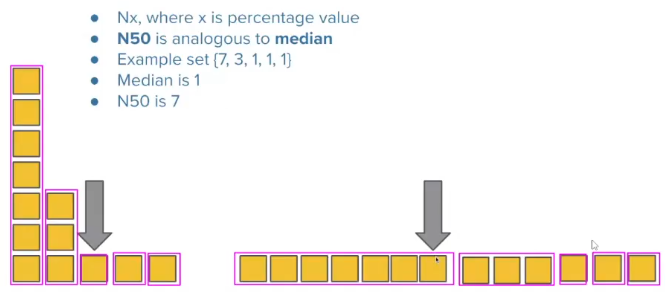 Nx, where x is percentage value
N50 is analogous to median
Example set {7, 3, 1, 1, 1}
Median is 1
N50 is 7